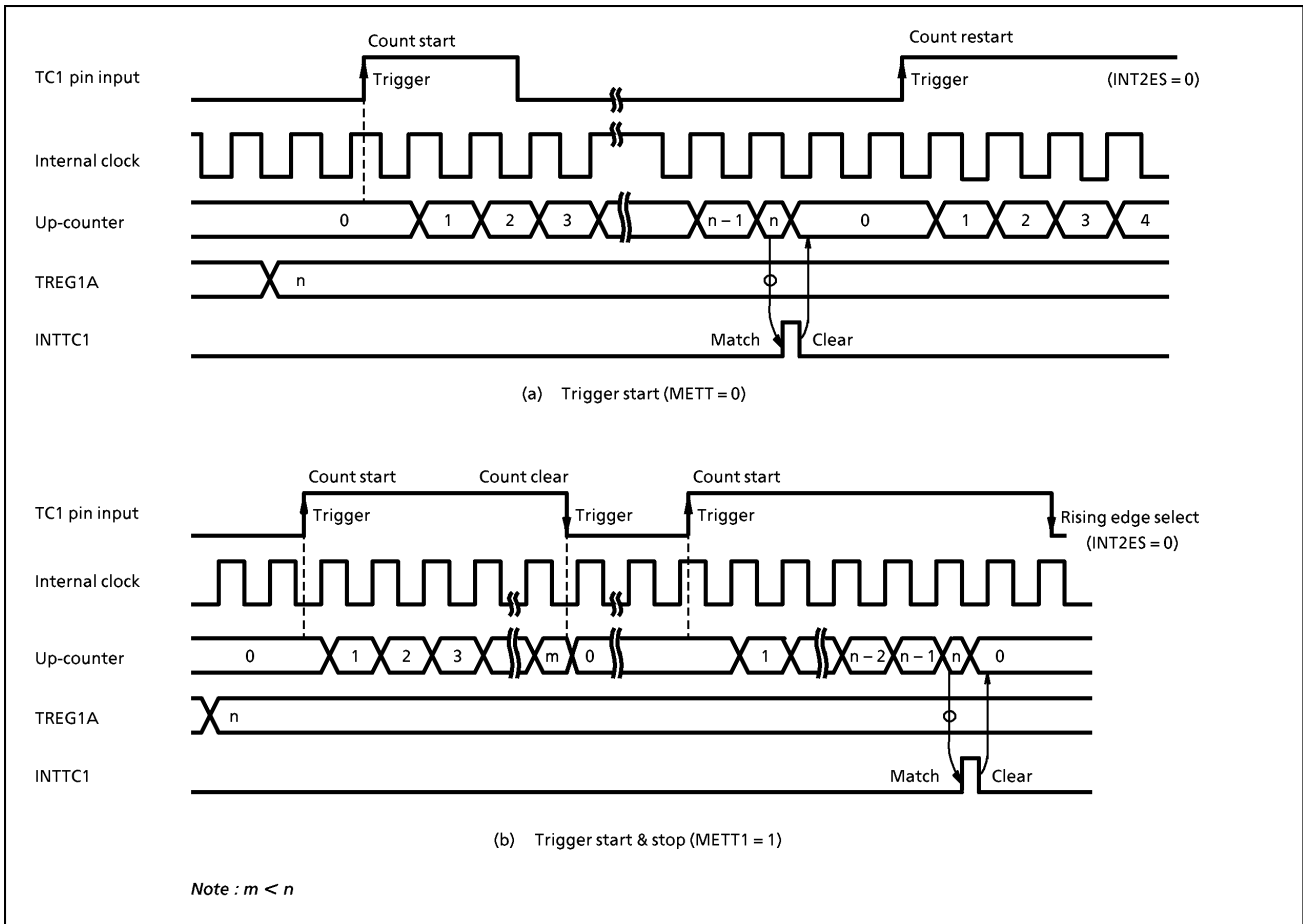 Count start Count restart
TC1 pin input Trigger Trigger (INT2ES = 0)
Internal clock
Up-counter 0 1 2 3 n – 1 n 0 1 2 3 4
TREG1A n
INTTC1 Match Clear
(a) Trigger start (METT = 0)
Count start Count clear Count start
TC1 pin input Trigger Trigger Trigger Rising edge select
(INT2ES = 0)
Internal clock
Up-counter 0 1 2 3 m 0 1 n – 2 n – 1 n 0
TREG1A n
INTTC1 Match Clear
(b) Trigger start & stop (METT1 = 1)
Note : m < n